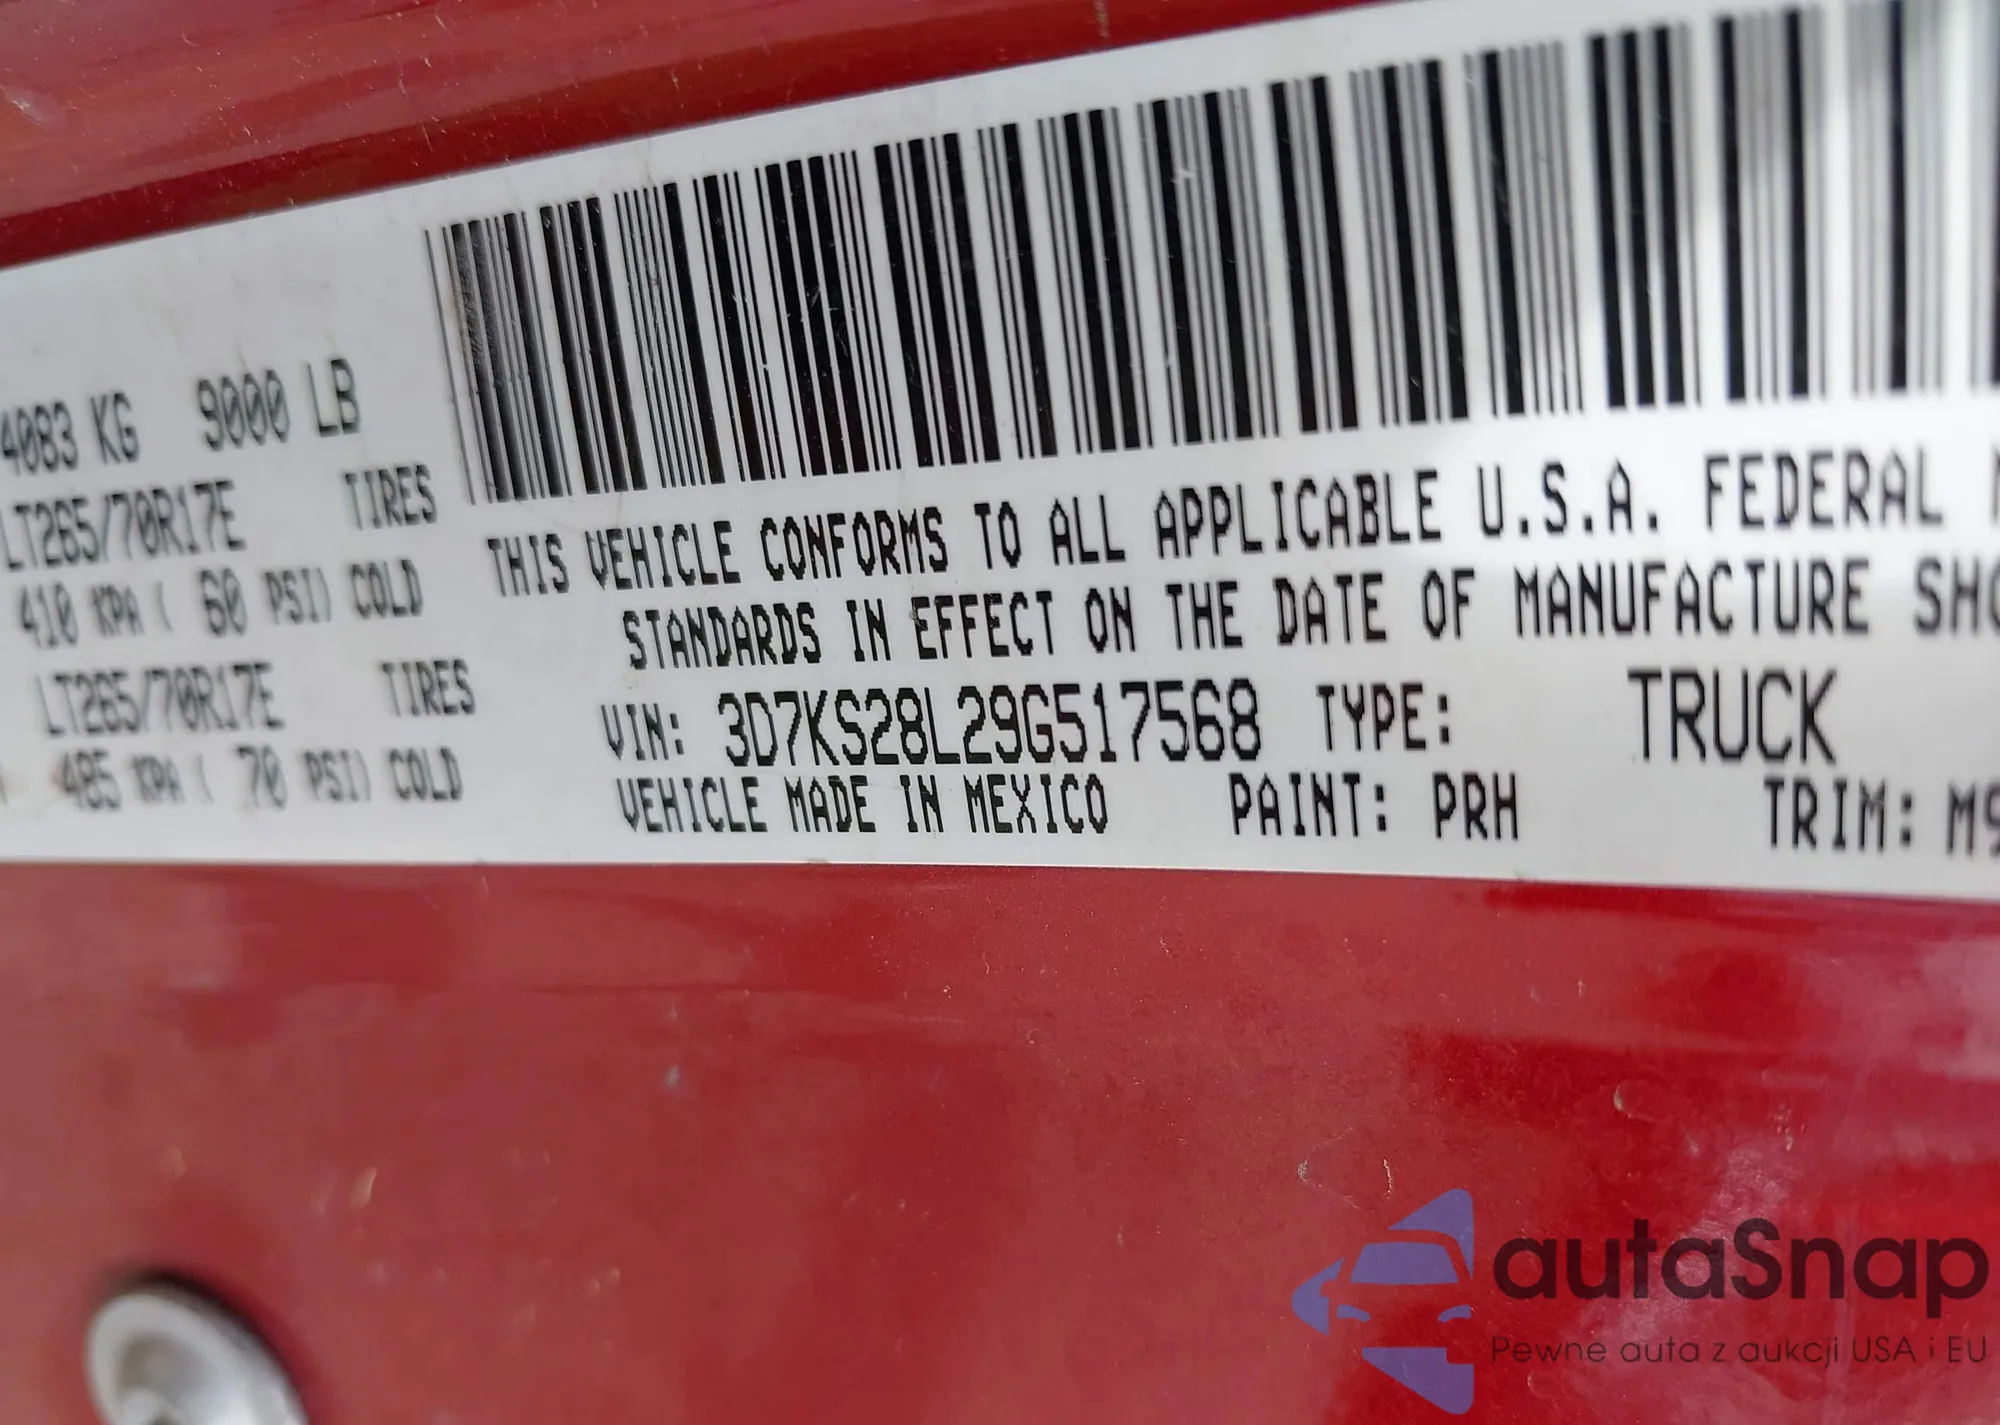 4083 KG 9000 LB
LT265/70R17E TIRES
410 KPA ( 60 PSI) COLD
LT265/70R17E TIRES
485 KPA ( 70 PSI) COLD
THIS VEHICLE CONFORMS TO ALL APPLICABLE U.S.A. FEDERAL
STANDARDS IN EFFECT ON THE DATE OF MANUFACTURE SHO
VIN: 3D7KS28L29G517568 TYPE: TRUCK
VEHICLE MADE IN MEXICO PAINT: PRH TRIM: M9
autaSnap
Pewne auta z aukcji USA i EU